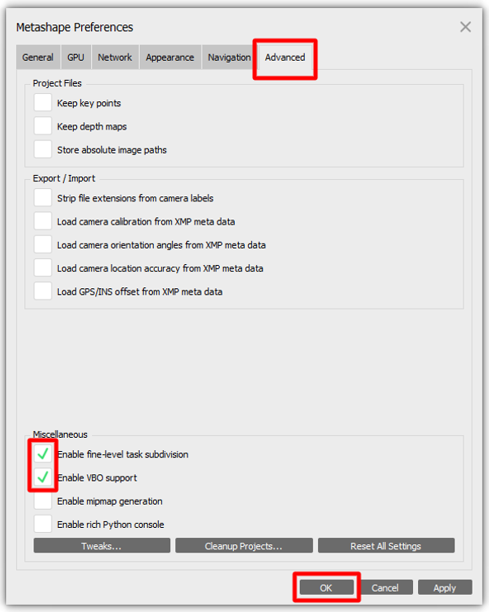 Metashape Preferences
General GPU Network Appearance Navigation Advanced
Project Files
Keep key points
Keep depth maps
Store absolute image paths
Export / Import
Strip file extensions from camera labels
Load camera calibration from XMP meta data
Load camera orientation angles from XMP meta data
Load camera location accuracy from XMP meta data
Load GPS/INS offset from XMP meta data
Miscellaneous
Enable fine-level task subdivision
Enable VBO support
Enable mipmap generation
Enable rich Python console
Tweaks... Cleanup Projects... Reset All Settings
OK Cancel Apply